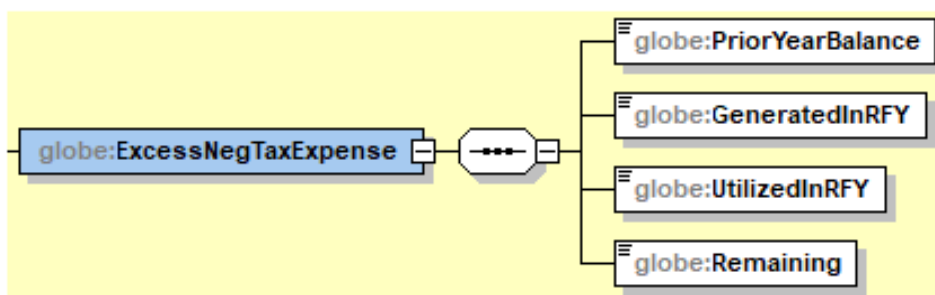 globe:PriorYearBalance
globe:GeneratedInRFY
globe:ExcessNegTaxExpense
globe:UtilizedInRFY
globe:Remaining